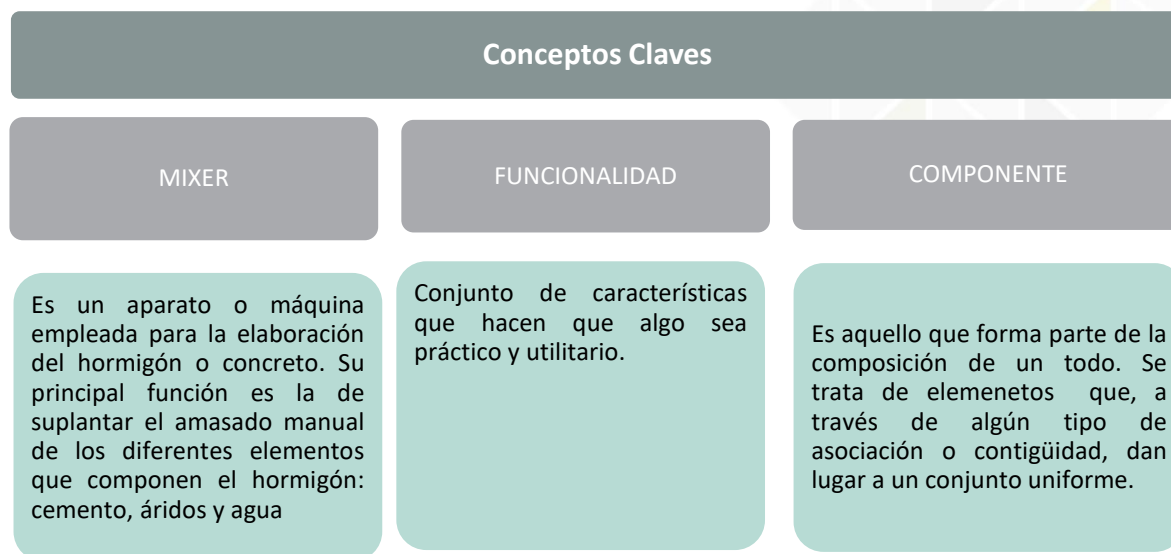 Conceptos Claves
MIXER
FUNCIONALIDAD
COMPONENTE
Es un aparato o máquina
empleada para la elaboración
del hormigón o concreto. Su
principal función es la de
suplantar el amasado manual
de los diferentes elementos
que componen el hormigón:
cemento, áridos y agua
Conjunto de características
que hacen que algo sea
práctico y utilitario.
Es aquello que forma parte de la
composición de un todo. Se
trata de elemenetos que, a
través de algún tipo de
asociación o contigüidad, dan
lugar a un conjunto uniforme.